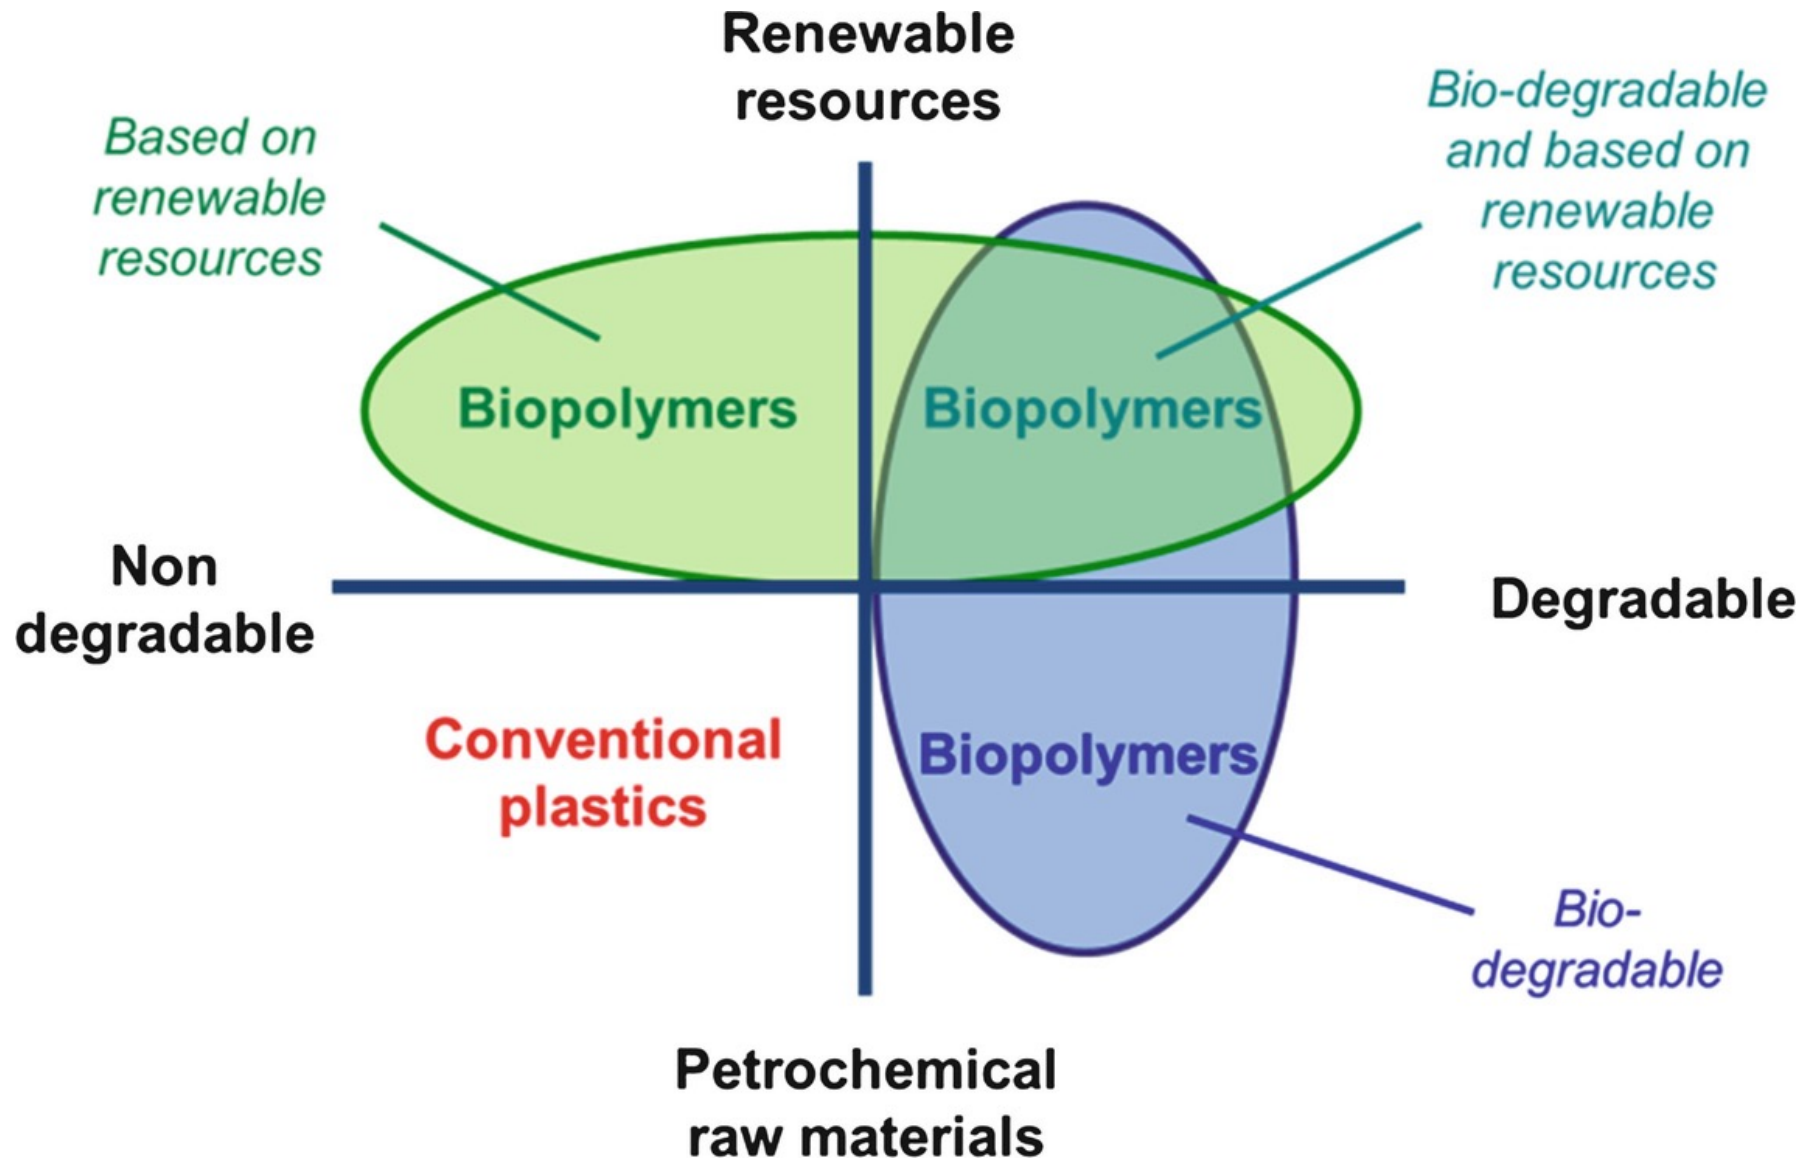 Renewable
resources
Based on
renewable
resources
Bio-degradable
and based on
renewable
resources
Biopolymers
Biopolymers
Non
degradable
Degradable
Conventional
plastics
Biopolymers
Bio-
degradable
Petrochemical
raw materials